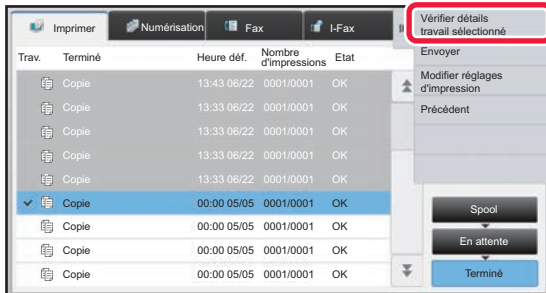 Imprimer Numérisation Fax I-Fax
Trav. Terminé Heure déf. Nombre d'impressions Etat
Copie 13:43 06/22 0001/0001 OK
Copie 13:33 06/22 0001/0001 OK
Copie 13:33 06/22 0001/0001 OK
Copie 13:33 06/22 0001/0001 OK
Copie 13:33 06/22 0001/0001 OK
Copie 00:00 05/05 0001/0001 OK
Copie 00:00 05/05 0001/0001 OK
Copie 00:00 05/05 0001/0001 OK
Copie 00:00 05/05 0001/0001 OK
Vérifier détails
travail sélectionné
Envoyer
Modifier réglages
d'impression
Précédent
Spool
En attente
Terminé